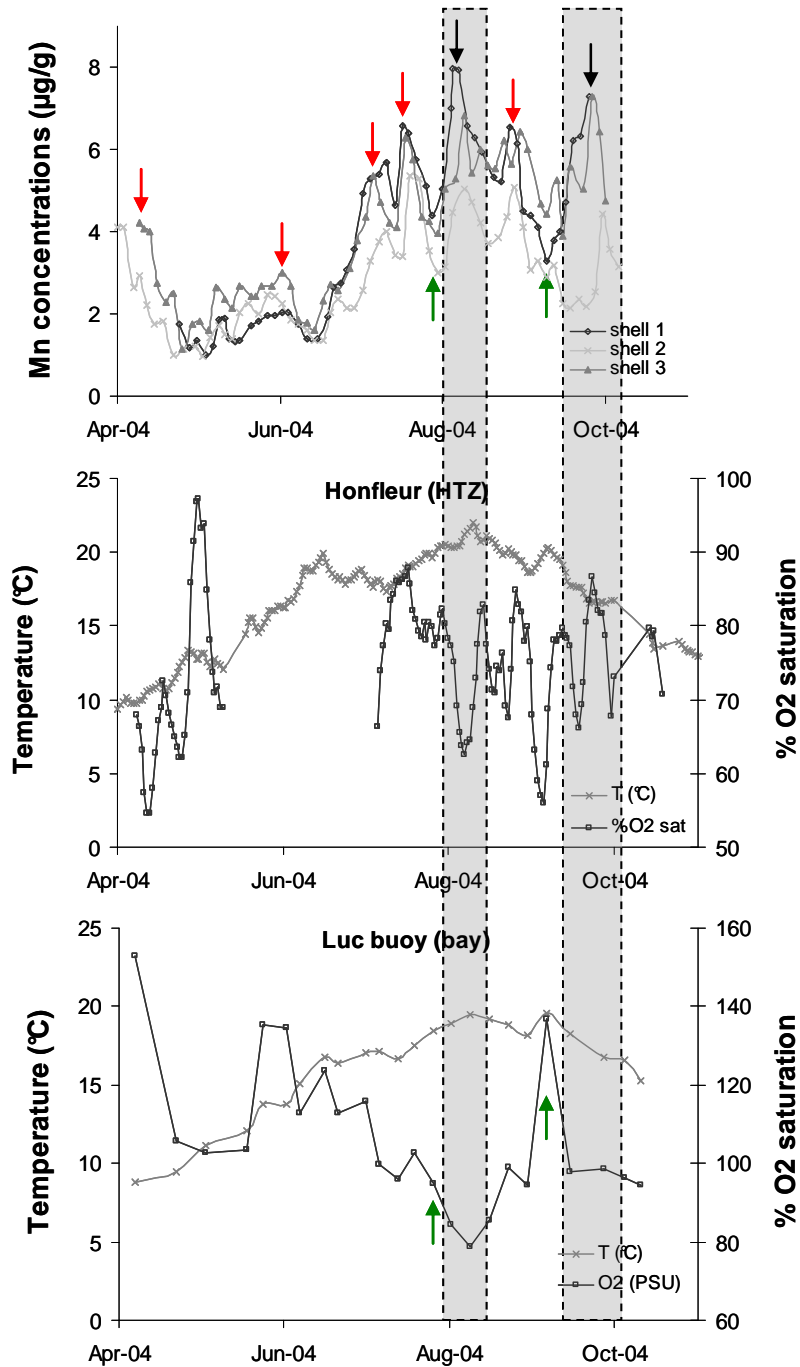 Mn concentrations (µg/g)
8
6
4
2
0
shell 1
shell 2
shell 3
Apr-04 Jun-04 Aug-04 Oct-04
Honfleur (HTZ)
Temperature (°C)
25
20
15
10
5
0
% O2 saturation
100
90
80
70
60
50
T (°C)
%O2 sat
Apr-04 Jun-04 Aug-04 Oct-04
Luc buoy (bay)
Temperature (°C)
25
20
15
10
5
0
% O2 saturation
160
140
120
100
80
60
T (°C)
O2 (PSU)
Apr-04 Jun-04 Aug-04 Oct-04